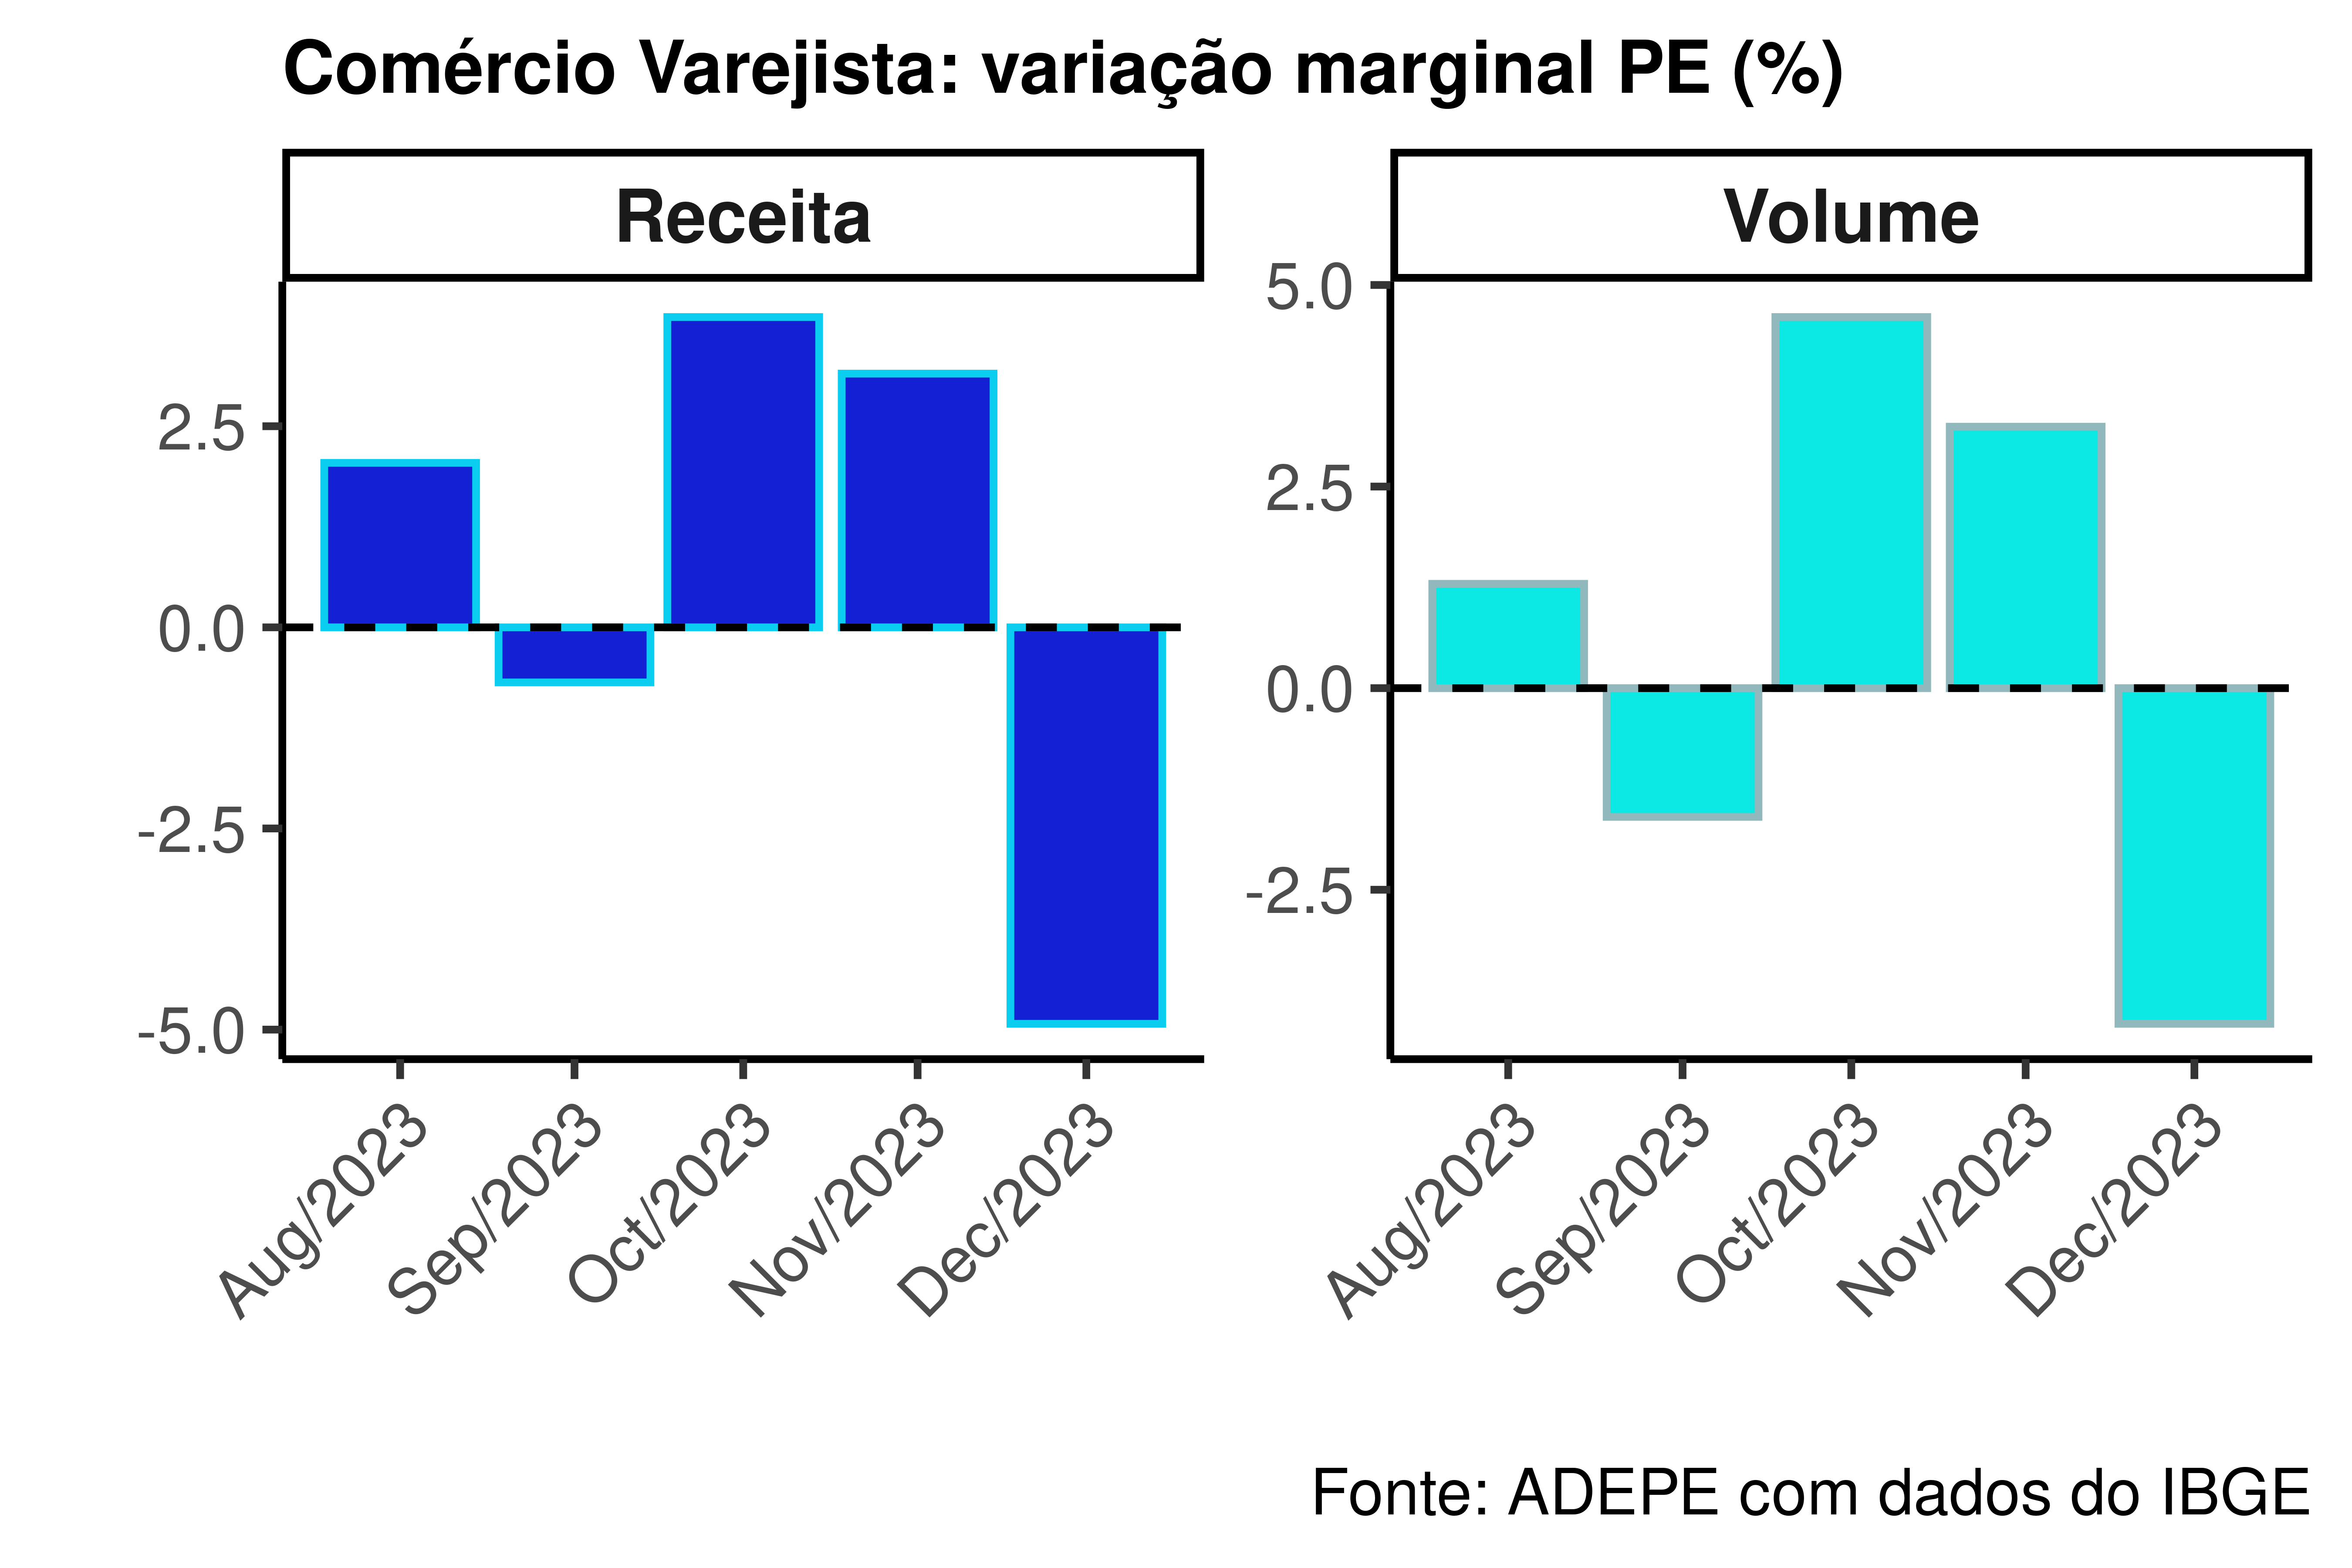 Comércio Varejista: variação marginal PE (%)
Receita
2.5
0.0
-2.5
-5.0
Aug/2023
Sep/2023
Oct/2023
Nov/2023
Dec/2023
Volume
5.0
2.5
0.0
-2.5
Aug/2023
Sep/2023
Oct/2023
Nov/2023
Dec/2023
Fonte: ADEPE com dados do IBGE